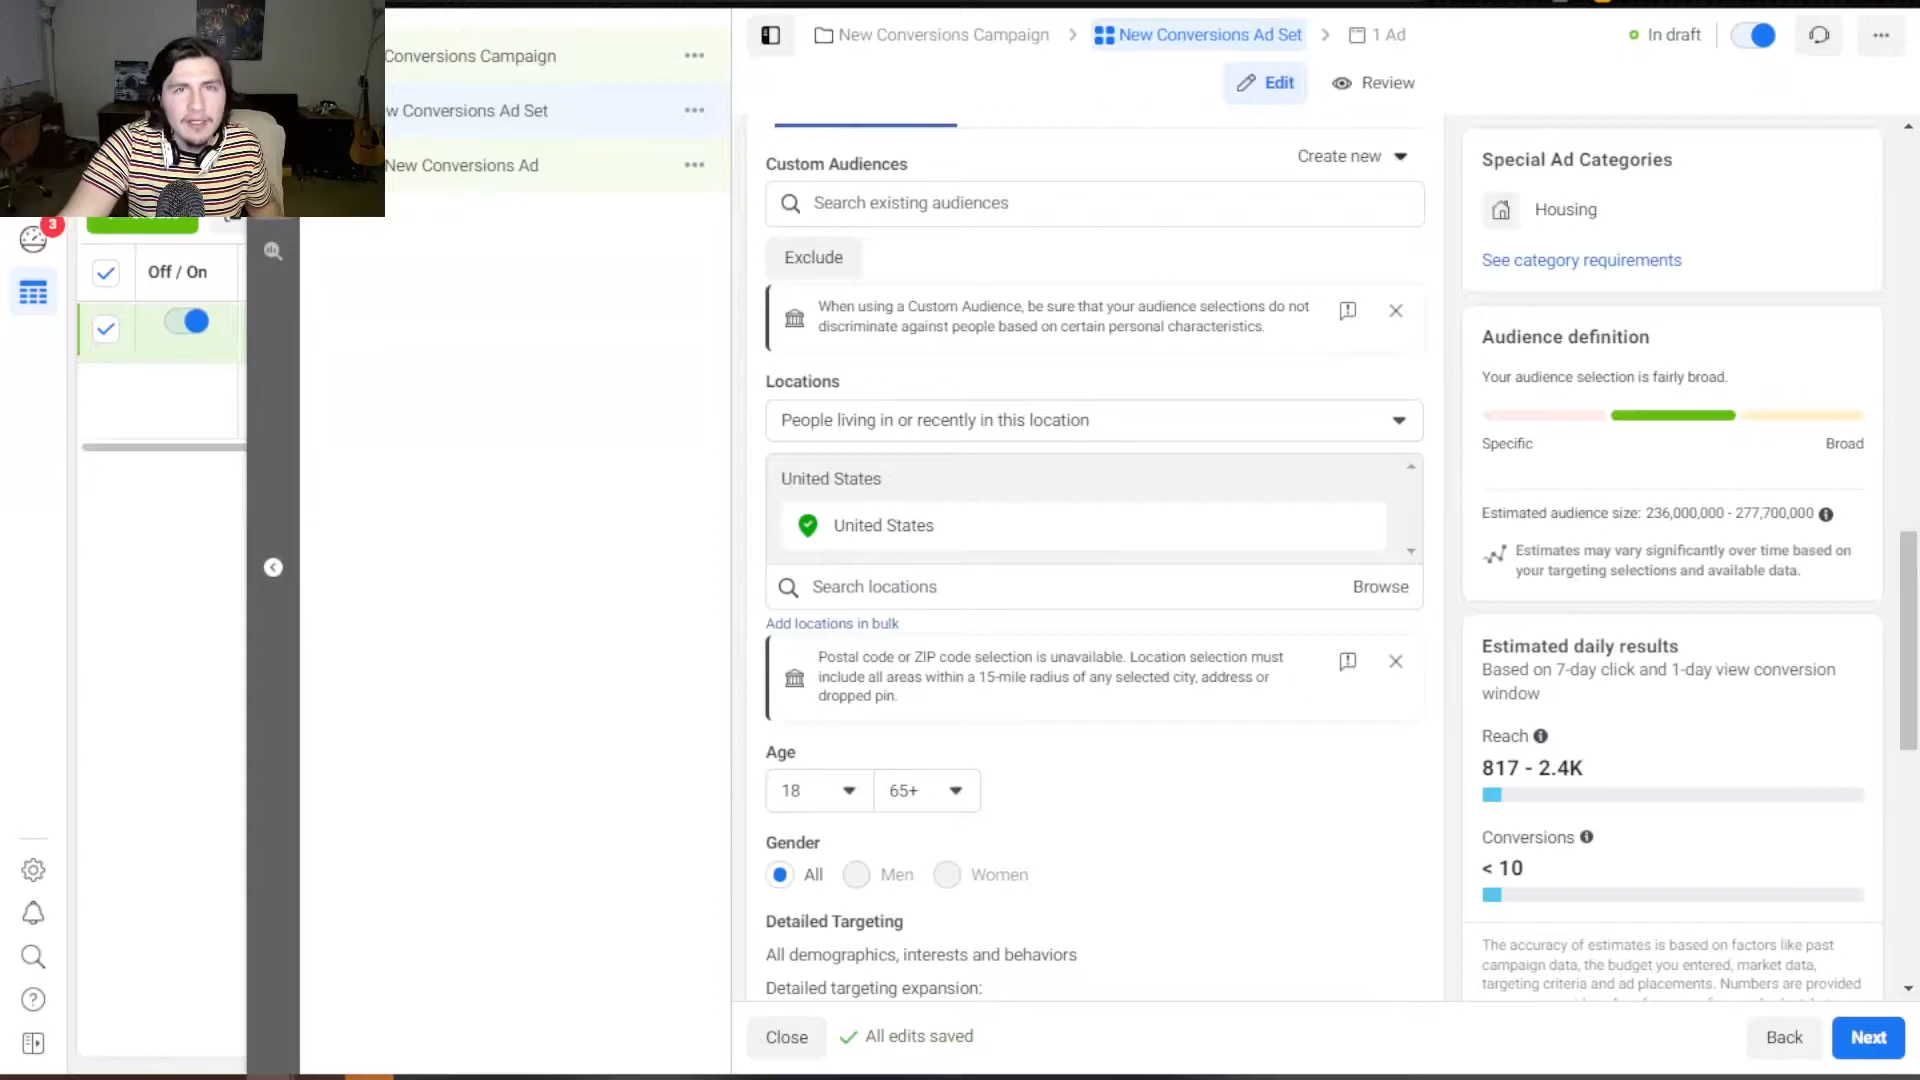 New Conversions Campaign
New Conversions Ad Set
1 Ad
In draft
Edit
Review
Conversions Campaign
w Conversions Ad Set
New Conversions Ad
3
Off / On
Custom Audiences
Create new
Search existing audiences
Exclude
When using a Custom Audience, be sure that your audience selections do not
discriminate against people based on certain personal characteristics.
Locations
People living in or recently in this location
United States
United States
Search locations
Browse
Add locations in bulk
Postal code or ZIP code selection is unavailable. Location selection must
include all areas within a 15-mile radius of any selected city, address or
dropped pin.
Age
18
65+
Gender
All
Men
Women
Detailed Targeting
All demographics, interests and behaviors
Detailed targeting expansion:
Close
All edits saved
Back
Next
Special Ad Categories
Housing
See category requirements
Audience definition
Your audience selection is fairly broad.
Specific
Broad
Estimated audience size: 236,000,000 - 277,700,000
Estimates may vary significantly over time based on
your targeting selections and available data.
Estimated daily results
Based on 7-day click and 1-day view conversion
window
Reach
817 - 2.4K
Conversions
< 10
The accuracy of estimates is based on factors like past
campaign data, the budget you entered, market data,
targeting criteria and ad placements. Numbers are provided